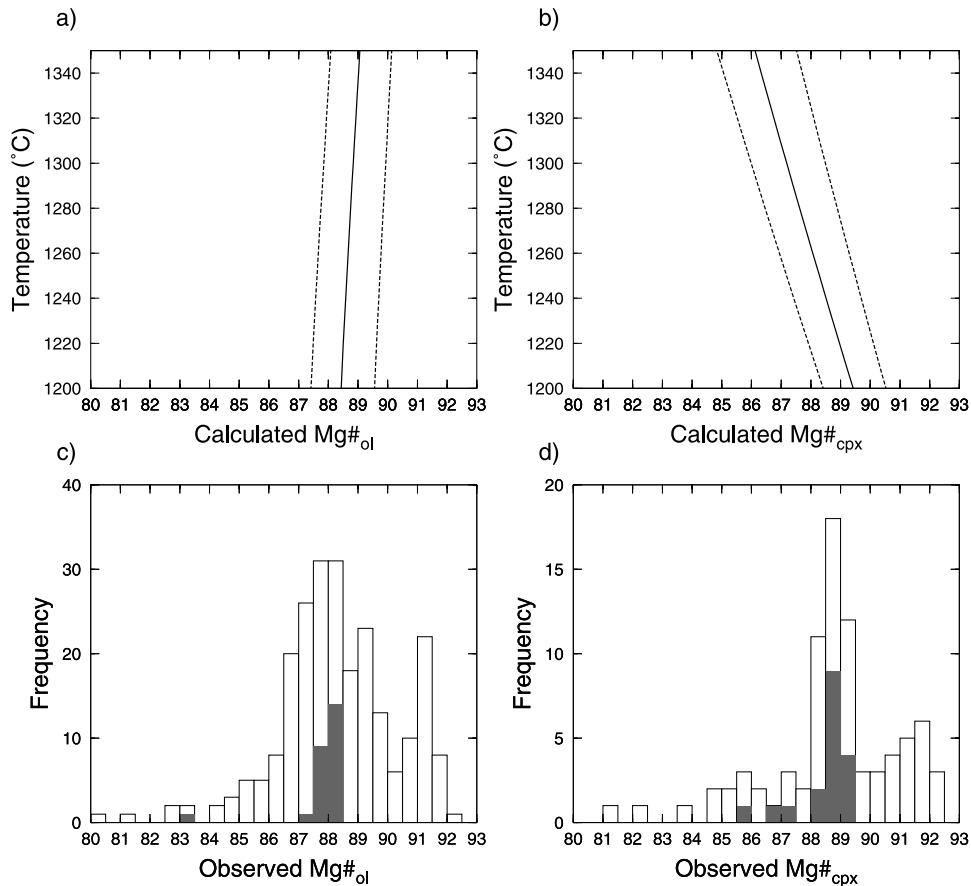 a)
b)
Temperature (°C)
1340
1320
1300
1280
1260
1240
1220
1200
80 81 82 83 84 85 86 87 88 89 90 91 92 93
Calculated Mg#ol
Temperature (°C)
1340
1320
1300
1280
1260
1240
1220
1200
80 81 82 83 84 85 86 87 88 89 90 91 92 93
Calculated Mg#cpx
c)
d)
Frequency
40
30
20
10
0
80 81 82 83 84 85 86 87 88 89 90 91 92 93
Observed Mg#ol
Frequency
20
15
10
5
0
80 81 82 83 84 85 86 87 88 89 90 91 92 93
Observed Mg#cpx